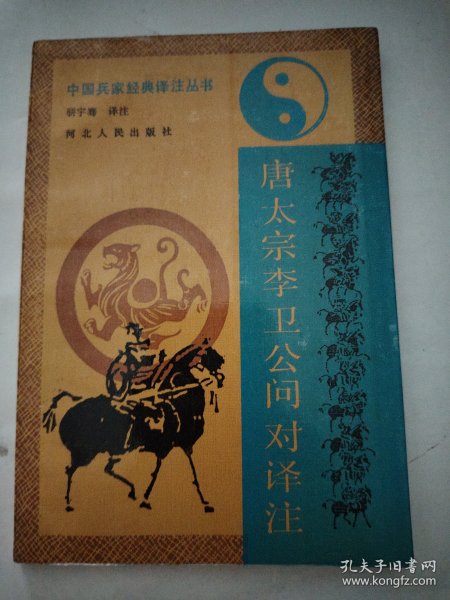 中国兵家经典译注丛书
骈宇骞 译注
河北人民出版社
唐太宗李卫公问对译注
孔夫子旧书网
www.kongfz.com